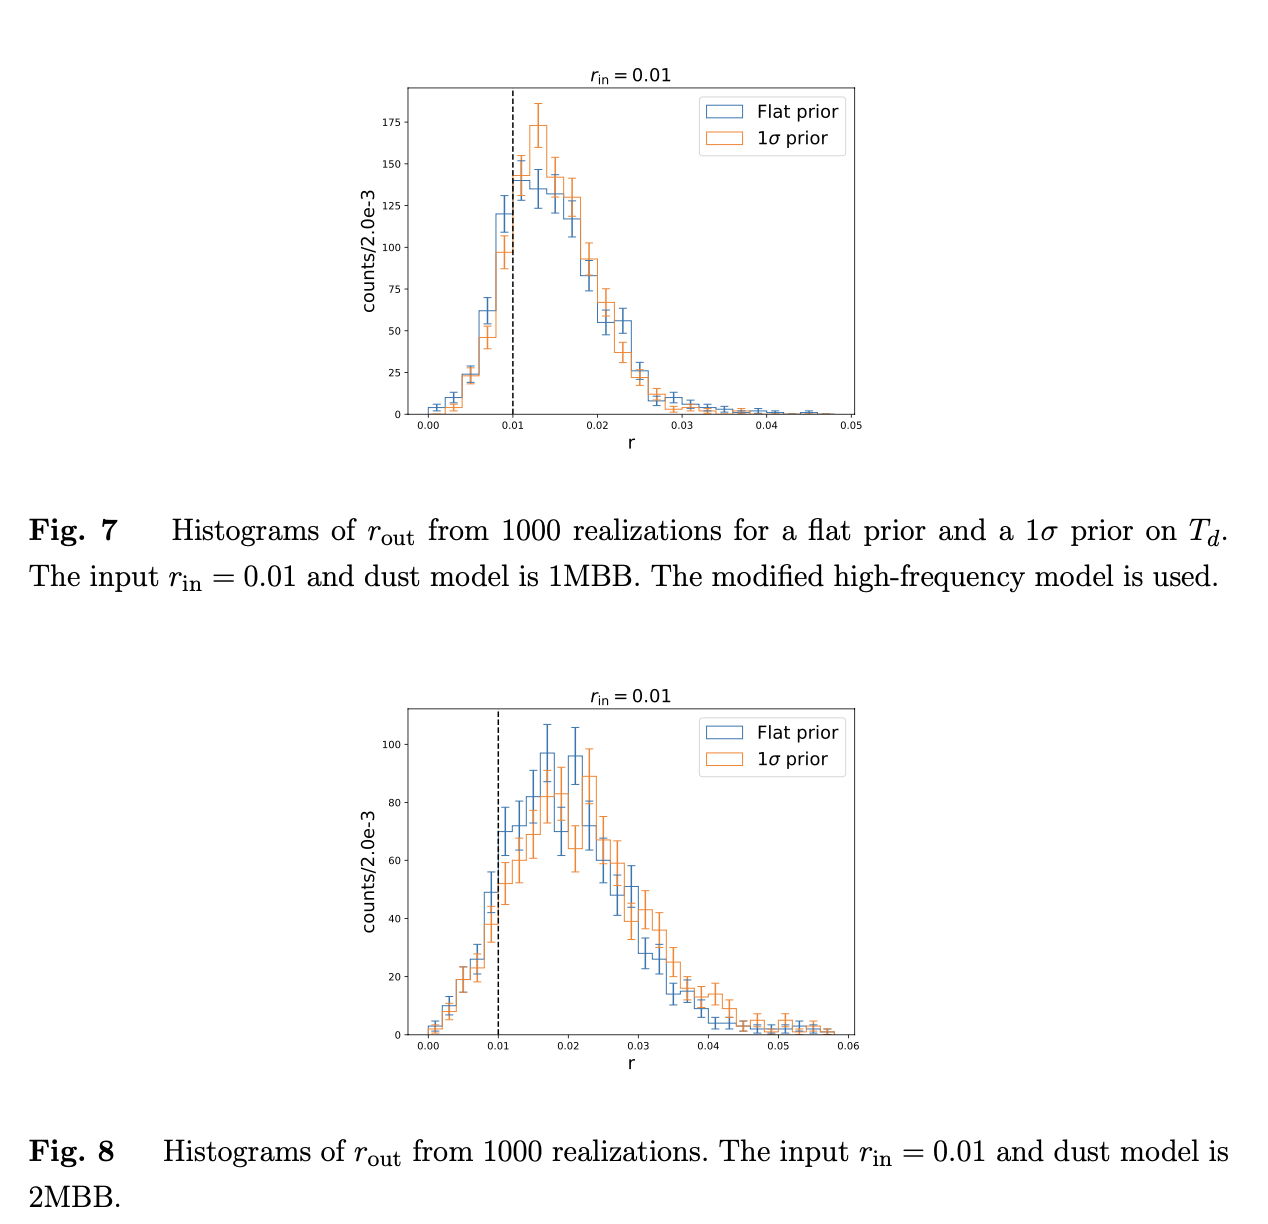 r_in = 0.01
Flat prior
1σ prior
175
150
125
100
75
50
25
0
counts/2.0e-3
0.00 0.01 0.02 0.03 0.04 0.05
r
Fig. 7 Histograms of r_out from 1000 realizations for a flat prior and a 1σ prior on T_d.
The input r_in = 0.01 and dust model is 1MBB. The modified high-frequency model is used.
r_in = 0.01
Flat prior
1σ prior
100
80
60
40
20
0
counts/2.0e-3
0.00 0.01 0.02 0.03 0.04 0.05 0.06
r
Fig. 8 Histograms of r_out from 1000 realizations. The input r_in = 0.01 and dust model is
2MBB.